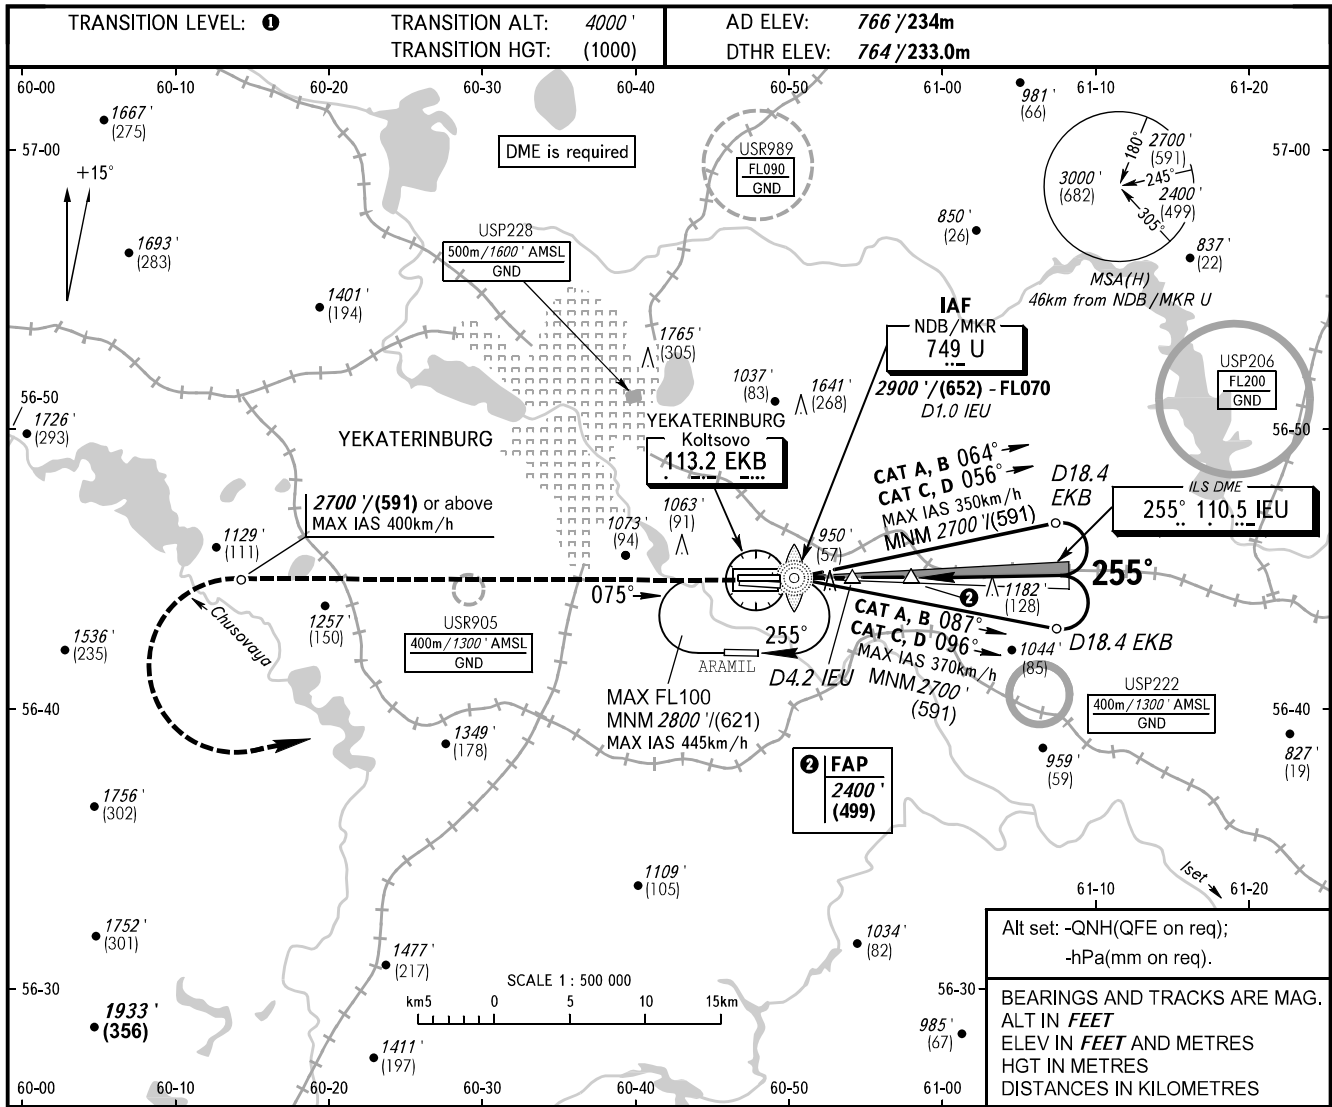 TRANSITION LEVEL: ❶
TRANSITION ALT: 4000 '
TRANSITION HGT: (1000)
AD ELEV: 766 '/234m
DTHR ELEV: 764 '/233.0m
60-00 60-10 60-20 60-30 60-40 60-50 61-00 61-10 61-20
1667 '
(275)
981 '
(66)
57-00
57-00
DME is required
USR989
FL090
GND
180°
2700 '
(591)
245°
3000 '
(682)
2400 '
(499)
305°
MSA(H)
46km from NDB/MKR U
+15°
1693 '
(283)
USP228
500m/1600' AMSL
GND
850 '
(26)
837 '
(22)
1401 '
(194)
IAF
NDB/MKR
749 U
2900 '/(652) - FL070
D1.0 IEU
1765 '
(305)
1037 '
(83)
1641 '
(268)
USP206
FL200
GND
56-50
56-50
1726 '
(293)
YEKATERINBURG
YEKATERINBURG
Koltsovo
113.2 EKB
CAT A, B 064°
CAT C, D 056°
MAX IAS 350km/h
MNM 2700 '/(591)
D18.4
EKB
ILS DME
255° 110.5 IEU
2700 '/(591) or above
MAX IAS 400km/h
1129 '
(111)
1073 '
(94)
1063 '
(91)
950 '
(57)
255°
❷
1182 '
(128)
075°
Chusovaya
1257 '
(150)
USR905
400m/1300' AMSL
GND
1536 '
(235)
255°
ARAMIL
D4.2 IEU
CAT A, B 087°
CAT C, D 096°
MAX IAS 370km/h
MNM 2700 '
(591)
D18.4 EKB
1044 '
(85)
USP222
400m/1300' AMSL
GND
MAX FL100
MNM 2800 '/(621)
MAX IAS 445km/h
56-40
56-40
1349 '
(178)
959 '
(59)
827 '
(19)
❷ FAP
2400 '
(499)
1756 '
(302)
1109 '
(105)
Iset
61-10 61-20
1752 '
(301)
1477 '
(217)
1034 '
(82)
Alt set: -QNH(QFE on req);
-hPa(mm on req).
SCALE 1 : 500 000
km5 0 5 10 15km
56-30
56-30
1933 '
(356)
985 '
(67)
1411 '
(197)
BEARINGS AND TRACKS ARE MAG.
ALT IN FEET
ELEV IN FEET AND METRES
HGT IN METRES
DISTANCES IN KILOMETRES
60-00 60-10 60-20 60-30 60-40 60-50 61-00